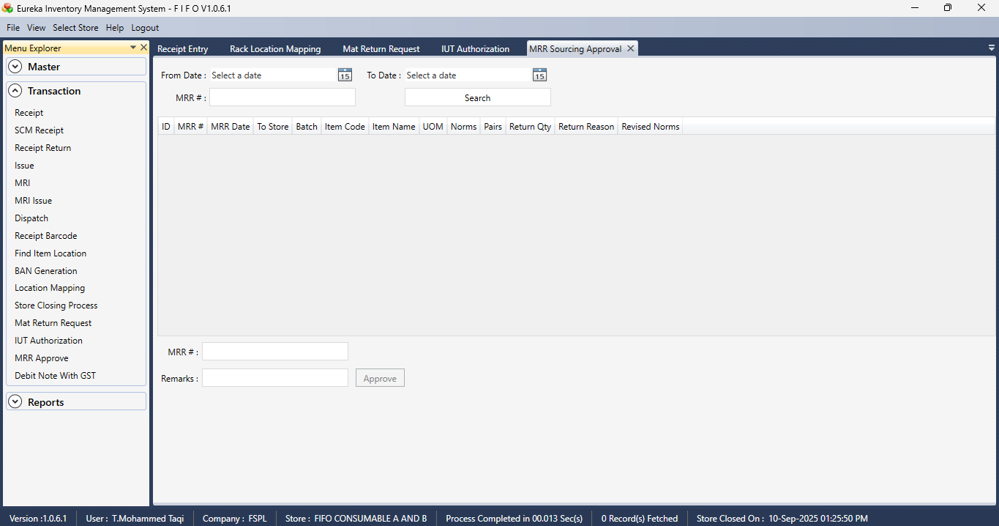 Eureka Inventory Management System - F I F O V1.0.6.1
File View Select Store Help Logout
Menu Explorer
Master
Transaction
Receipt
SCM Receipt
Receipt Return
Issue
MRI
MRI Issue
Dispatch
Receipt Barcode
Find Item Location
BAN Generation
Location Mapping
Store Closing Process
Mat Return Request
IUT Authorization
MRR Approve
Debit Note With GST
Reports
Receipt Entry Rack Location Mapping Mat Return Request IUT Authorization MRR Sourcing Approval
From Date : Select a date 15 To Date : Select a date 15
MRR # : Search
ID MRR # MRR Date To Store Batch Item Code Item Name UOM Norms Pairs Return Qty Return Reason Revised Norms
MRR # :
Remarks : Approve
Version :1.0.6.1 User : T.Mohammed Taqi Company : FSPL Store : FIFO CONSUMABLE A AND B Process Completed in 00.013 Sec(s) 0 Record(s) Fetched Store Closed On : 10-Sep-2025 01:25:50 PM